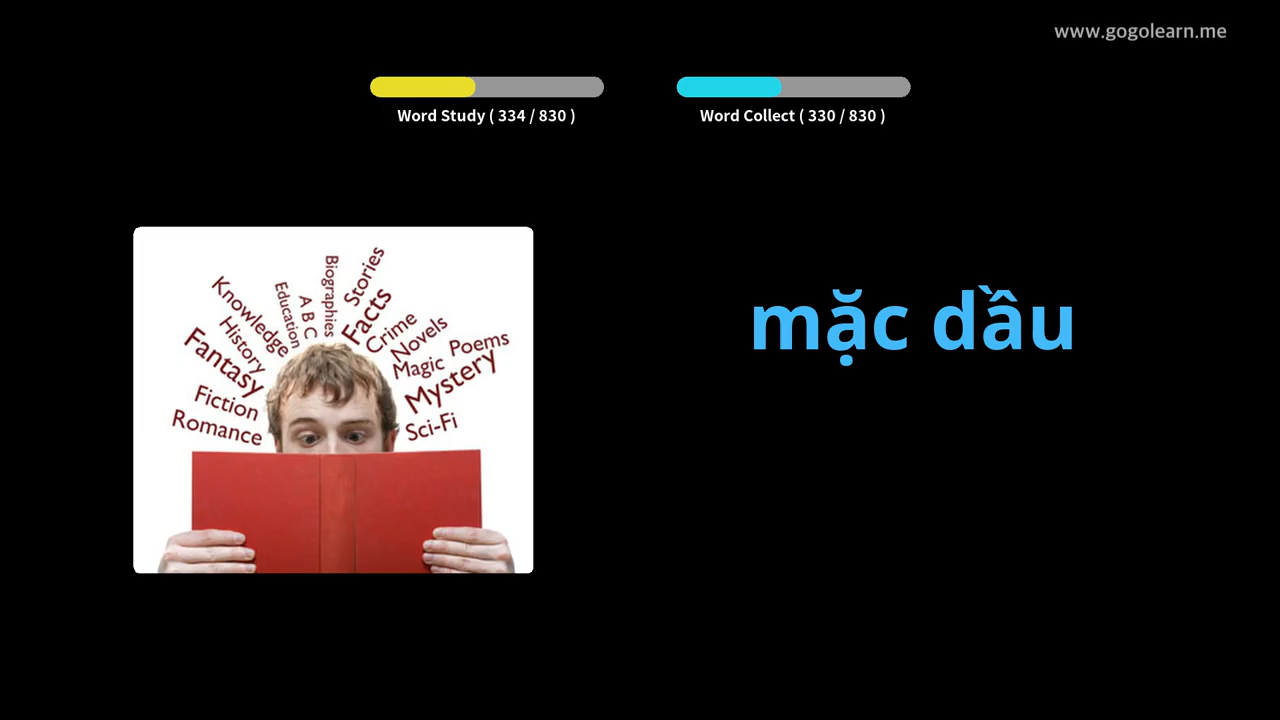 www.gogolearn.me
Word Study ( 334 / 830 )
Word Collect ( 330 / 830 )
mặc dầu
Biographies
Stories
Education
A B C
Facts
Knowledge
Crime
History
Novels
Poems
Fantasy
Magic
Mystery
Fiction
Romance
Sci-Fi